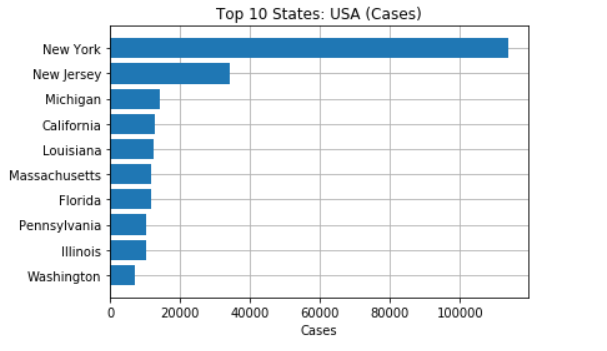 Top 10 States: USA (Cases)
New York
New Jersey
Michigan
California
Louisiana
Massachusetts
Florida
Pennsylvania
Illinois
Washington
0 20000 40000 60000 80000 100000
Cases